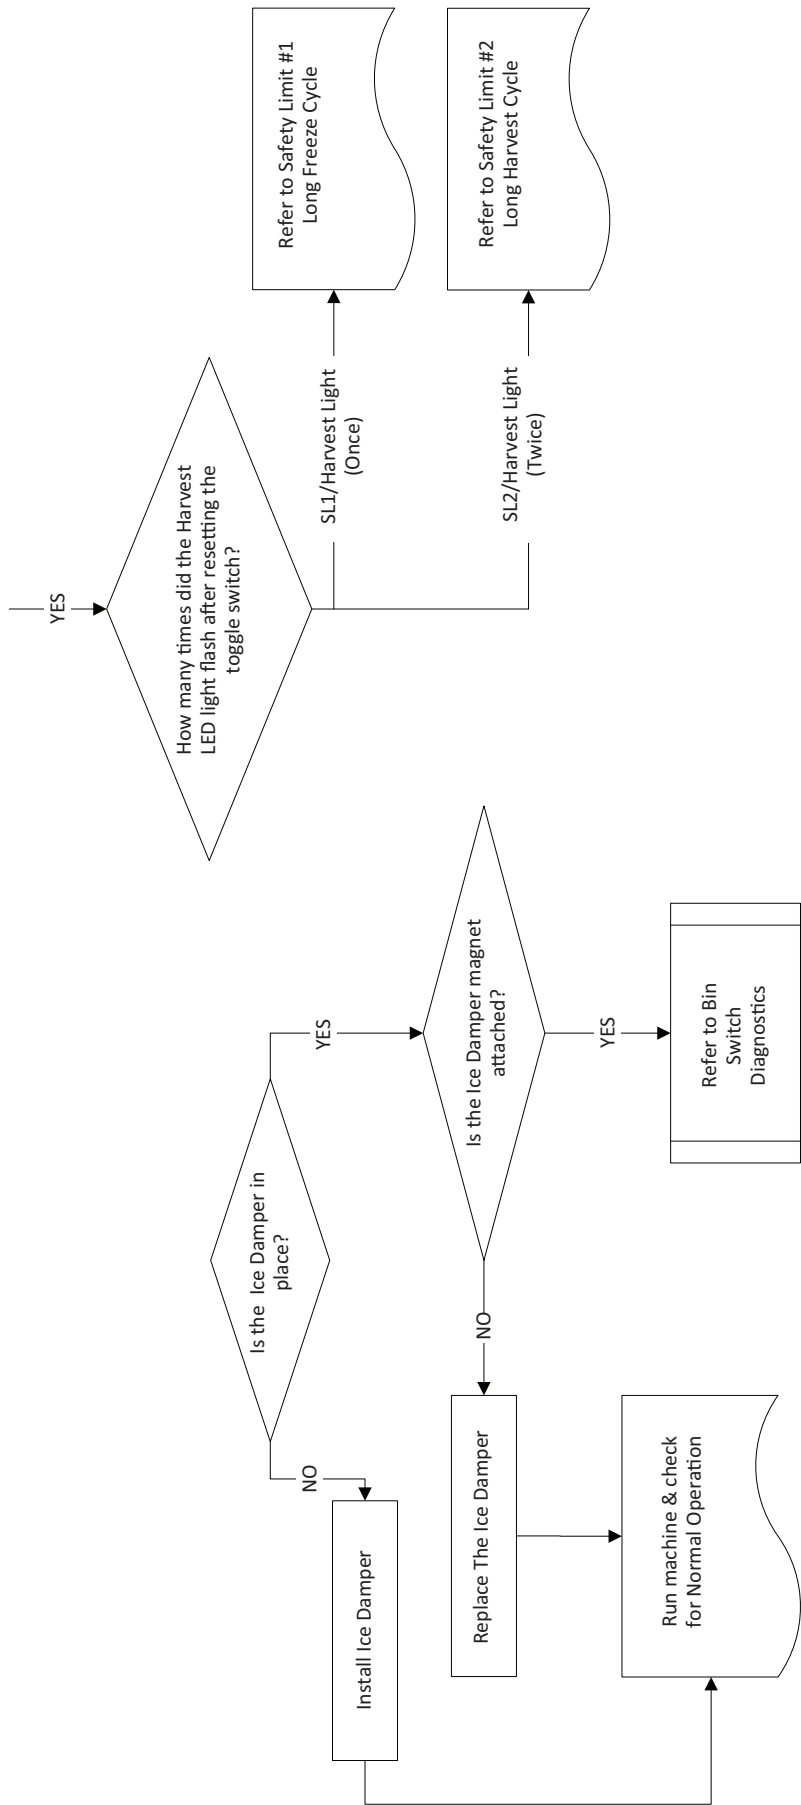 Is the Ice Damper in
place?
NO
YES
Install Ice Damper
Is the Ice Damper magnet
attached?
NO
YES
Replace The Ice Damper
Run machine & check
for Normal Operation
Refer to Bin
Switch
Diagnostics
YES
How many times did the Harvest
LED light flash after resetting the
toggle switch?
SL1/Harvest Light
(Once)
Refer to Safety Limit #1
Long Freeze Cycle
SL2/Harvest Light
(Twice)
Refer to Safety Limit #2
Long Harvest Cycle